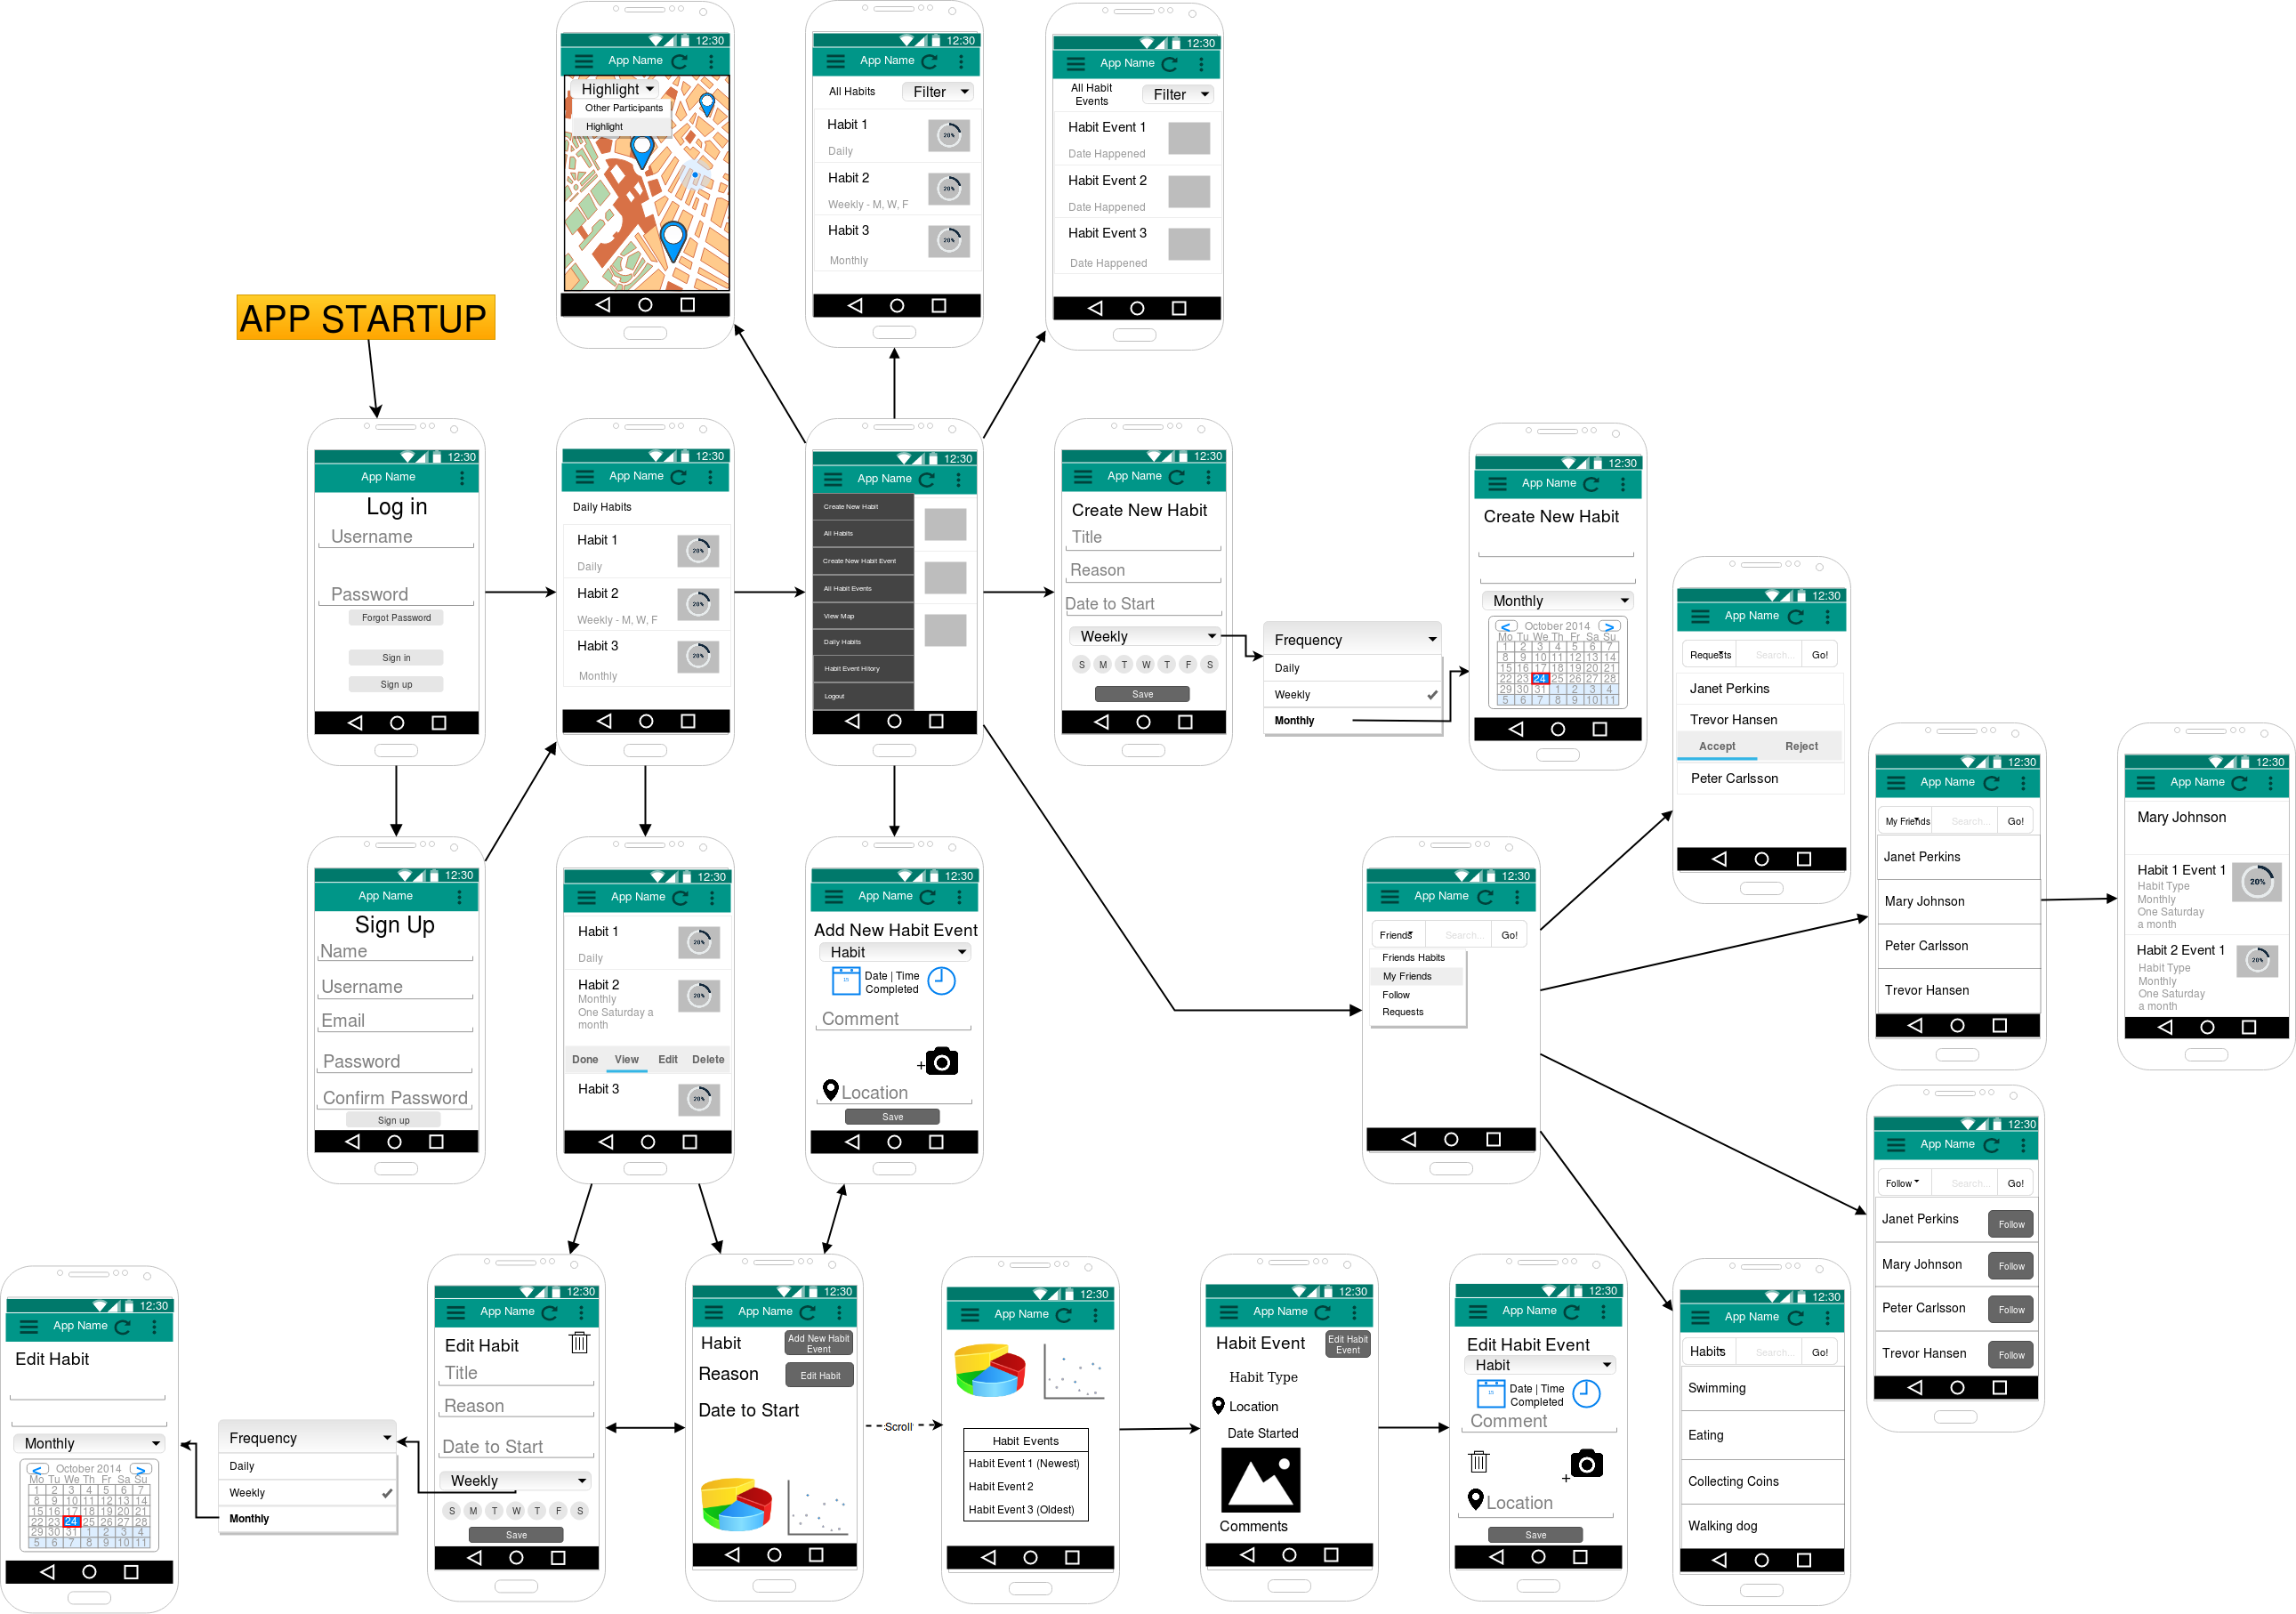 12:30
App Name
Highlight
Other Participants
Highlight
12:30
App Name
All Habits
Filter
Habit 1
Daily
20%
Habit 2
Weekly - M, W, F
20%
Habit 3
Monthly
20%
12:30
App Name
All Habit
Events
Filter
Habit Event 1
Date Happened
Habit Event 2
Date Happened
Habit Event 3
Date Happened
APP STARTUP
12:30
App Name
Log in
Username
Password
Forgot Password
Sign in
Sign up
12:30
App Name
Daily Habits
Habit 1
Daily
20%
Habit 2
Weekly - M, W, F
20%
Habit 3
Monthly
20%
12:30
App Name
Create New Habit
All Habits
Create New Habit Event
All Habit Events
View Map
Daily Habits
Habit Event Hitory
Logout
12:30
App Name
Create New Habit
Title
Reason
Date to Start
Weekly
S M T W T F S
Save
Frequency
Daily
Weekly
Monthly
12:30
App Name
Create New Habit
Monthly
< October 2014 >
Mo Tu We Th Fr Sa Su
1 2 3 4 5 6 7
8 9 10 11 12 13 14
15 16 17 18 19 20 21
22 23 24 25 26 27 28
29 30 31 1 2 3 4
5 6 7 8 9 10 11
12:30
App Name
Requests Search... Go!
Janet Perkins
Trevor Hansen
Accept Reject
Peter Carlsson
12:30
App Name
My Friends Search... Go!
Janet Perkins
Mary Johnson
Peter Carlsson
Trevor Hansen
12:30
App Name
Mary Johnson
Habit 1 Event 1
Habit Type
Monthly
One Saturday
a month
20%
Habit 2 Event 1
Habit Type
Monthly
One Saturday
a month
20%
12:30
App Name
Sign Up
Name
Username
Email
Password
Confirm Password
Sign up
12:30
App Name
Habit 1
Daily
20%
Habit 2
Monthly
One Saturday a
month
20%
Done View Edit Delete
Habit 3
20%
12:30
App Name
Add New Habit Event
Habit
15
Date | Time
Completed
Comment
+
Location
Save
12:30
App Name
Friends Search... Go!
Friends Habits
My Friends
Follow
Requests
12:30
App Name
Follow Search... Go!
Janet Perkins Follow
Mary Johnson Follow
Peter Carlsson Follow
Trevor Hansen Follow
12:30
App Name
Edit Habit
Monthly
< October 2014 >
Mo Tu We Th Fr Sa Su
1 2 3 4 5 6 7
8 9 10 11 12 13 14
15 16 17 18 19 20 21
22 23 24 25 26 27 28
29 30 31 1 2 3 4
5 6 7 8 9 10 11
Frequency
Daily
Weekly
Monthly
12:30
App Name
Edit Habit
Title
Reason
Date to Start
Weekly
S M T W T F S
Save
12:30
App Name
Habit
Add New Habit
Event
Reason
Edit Habit
Date to Start
Scroll
12:30
App Name
Habit Events
Habit Event 1 (Newest)
Habit Event 2
Habit Event 3 (Oldest)
12:30
App Name
Habit Event
Edit Habit
Event
Habit Type
Location
Date Started
Comments
12:30
App Name
Edit Habit Event
Habit
15
Date | Time
Completed
Comment
+
Location
Save
12:30
App Name
Habits Search... Go!
Swimming
Eating
Collecting Coins
Walking dog